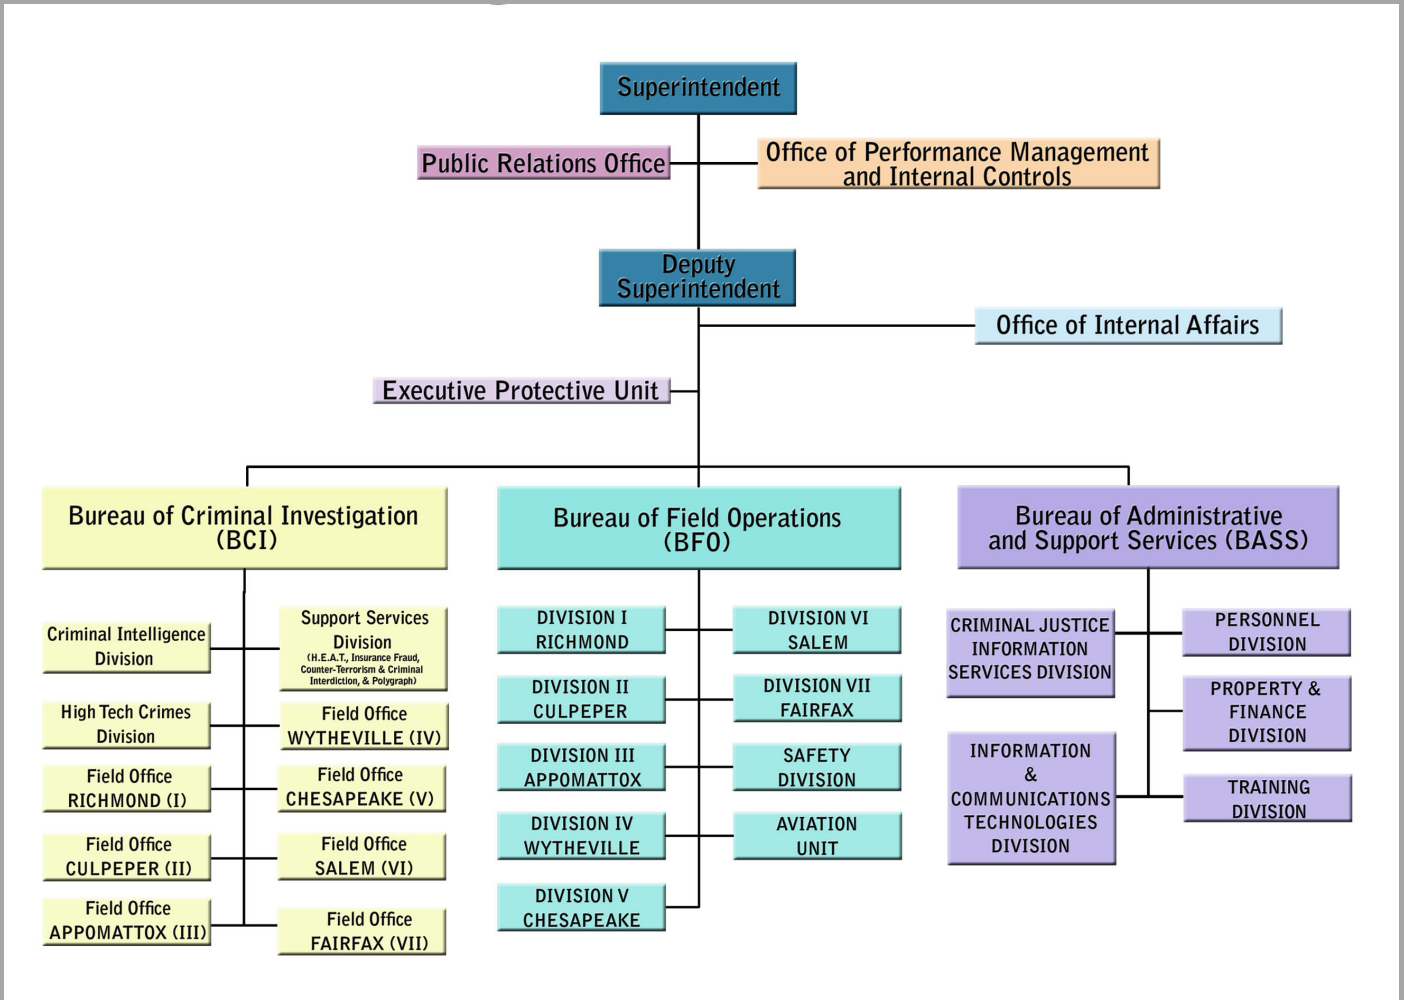 Superintendent
Public Relations Office
Office of Performance Management
and Internal Controls
Deputy
Superintendent
Office of Internal Affairs
Executive Protective Unit
Bureau of Criminal Investigation
(BCI)
Criminal Intelligence
Division
Support Services
Division
(H.E.A.T., Insurance Fraud,
Counter-Terrorism & Criminal
Interdiction, & Polygraph)
High Tech Crimes
Division
Field Office
WYTHEVILLE (IV)
Field Office
RICHMOND (I)
Field Office
CHESAPEAKE (V)
Field Office
CULPEPER (II)
Field Office
SALEM (VI)
Field Office
APPOMATTOX (III)
Field Office
FAIRFAX (VII)
Bureau of Field Operations
(BFO)
DIVISION I
RICHMOND
DIVISION VI
SALEM
DIVISION II
CULPEPER
DIVISION VII
FAIRFAX
DIVISION III
APPOMATTOX
SAFETY
DIVISION
DIVISION IV
WYTHEVILLE
AVIATION
UNIT
DIVISION V
CHESAPEAKE
Bureau of Administrative
and Support Services (BASS)
CRIMINAL JUSTICE
INFORMATION
SERVICES DIVISION
PERSONNEL
DIVISION
PROPERTY &
FINANCE
DIVISION
INFORMATION
&
COMMUNICATIONS
TECHNOLOGIES
DIVISION
TRAINING
DIVISION